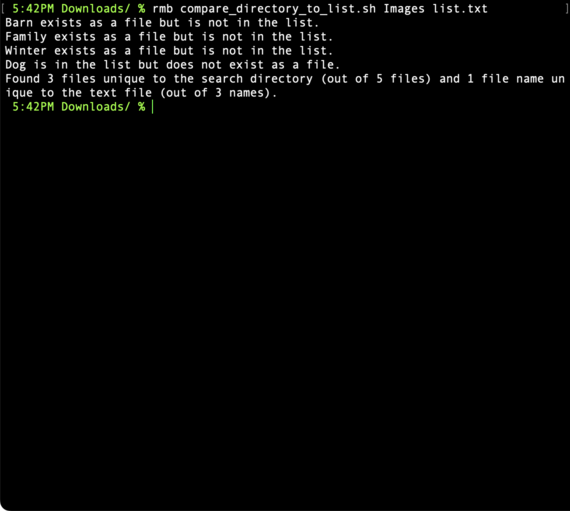 [ 5:42PM Downloads/ % rmb compare_directory_to_list.sh Images list.txt ]
Barn exists as a file but is not in the list.
Family exists as a file but is not in the list.
Winter exists as a file but is not in the list.
Dog is in the list but does not exist as a file.
Found 3 files unique to the search directory (out of 5 files) and 1 file name un
ique to the text file (out of 3 names).
5:42PM Downloads/ %